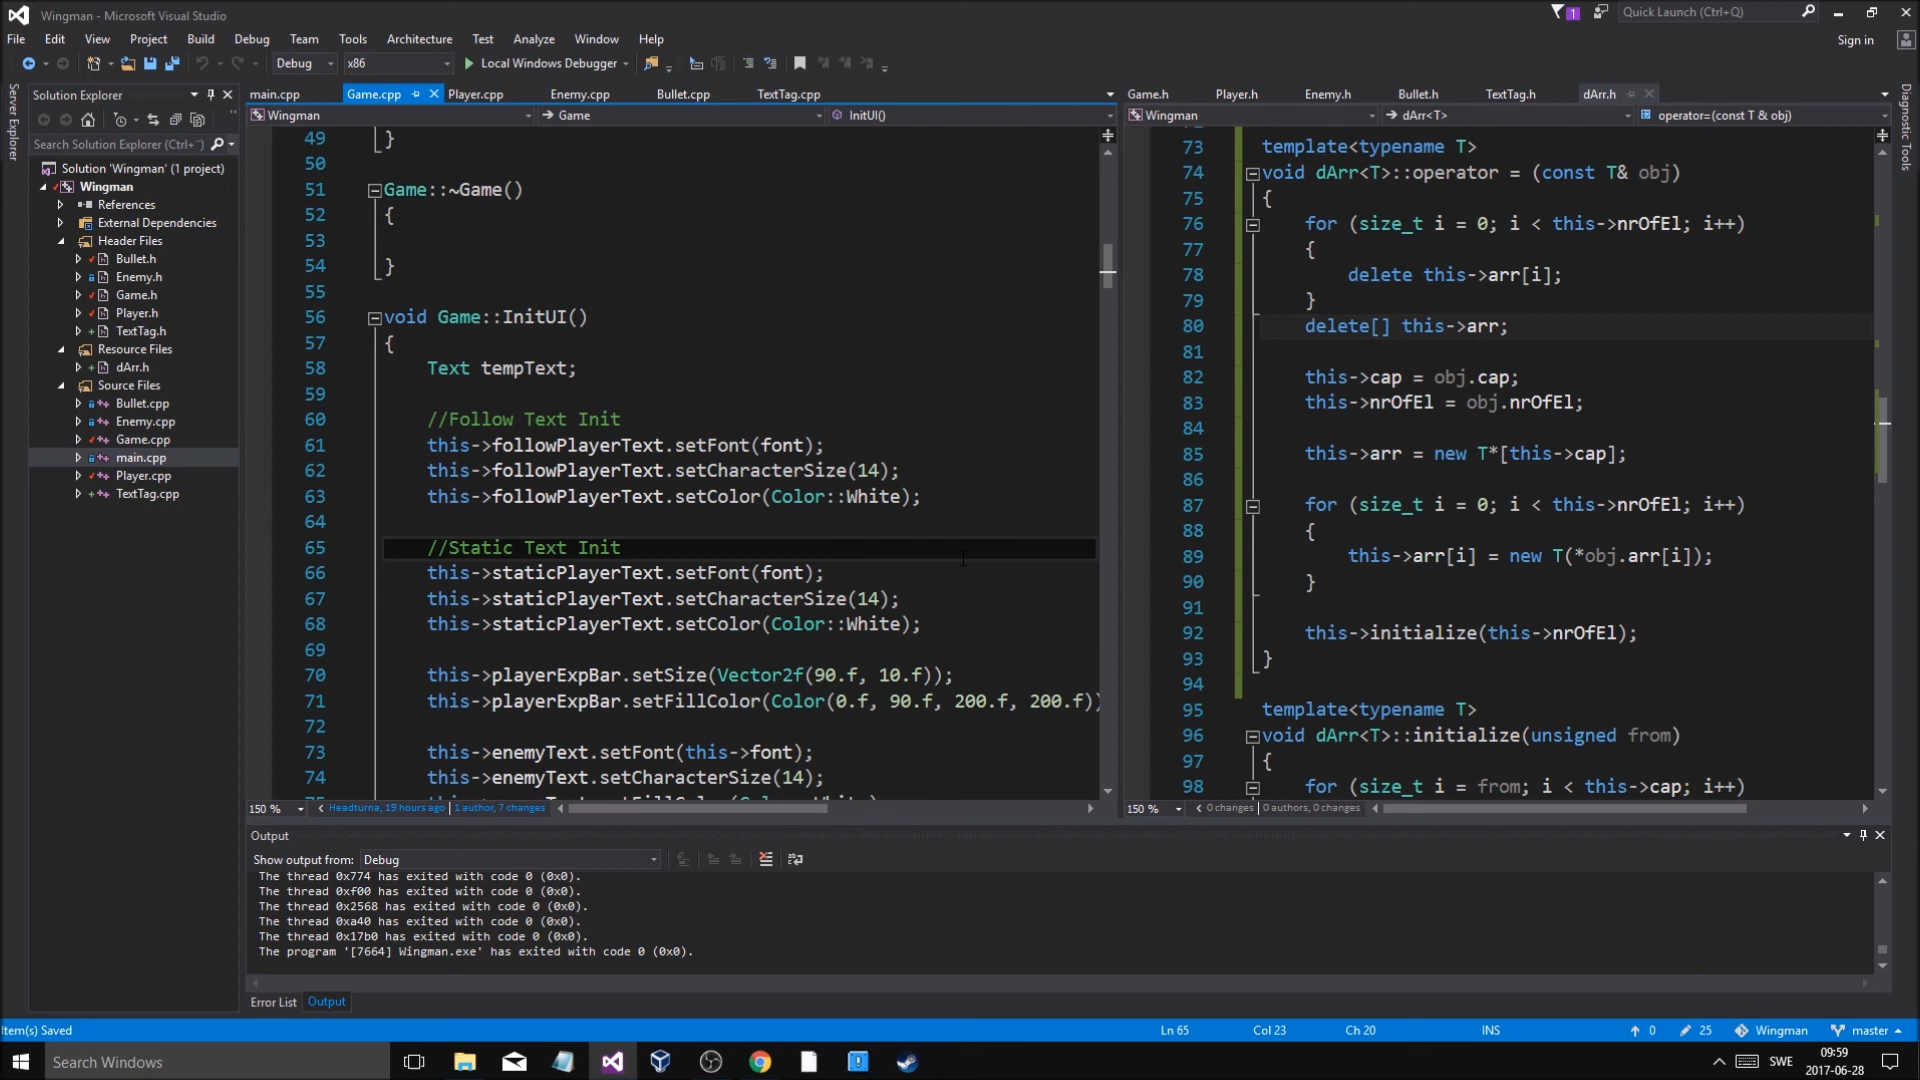 Wingman - Microsoft Visual Studio
1
Quick Launch (Ctrl+Q)
File Edit View Project Build Debug Team Tools Architecture Test Analyze Window Help
Sign in
Debug x86 Local Windows Debugger
Server Explorer
Solution Explorer
Search Solution Explorer (Ctrl+
Solution 'Wingman' (1 project)
Wingman
References
External Dependencies
Header Files
Bullet.h
Enemy.h
Game.h
Player.h
TextTag.h
Resource Files
dArr.h
Source Files
Bullet.cpp
Enemy.cpp
Game.cpp
main.cpp
Player.cpp
TextTag.cpp
main.cpp Game.cpp Player.cpp Enemy.cpp Bullet.cpp TextTag.cpp
Wingman Game InitUI()
49 }
50
51 Game::~Game()
52 {
53
54 }
55
56 void Game::InitUI()
57 {
58 Text tempText;
59
60 //Follow Text Init
61 this->followPlayerText.setFont(font);
62 this->followPlayerText.setCharacterSize(14);
63 this->followPlayerText.setColor(Color::White);
64
65 //Static Text Init
66 this->staticPlayerText.setFont(font);
67 this->staticPlayerText.setCharacterSize(14);
68 this->staticPlayerText.setColor(Color::White);
69
70 this->playerExpBar.setSize(Vector2f(90.f, 10.f));
71 this->playerExpBar.setFillColor(Color(0.f, 90.f, 200.f, 200.f))
72
73 this->enemyText.setFont(this->font);
74 this->enemyText.setCharacterSize(14);
150 % Headturna, 19 hours ago | 1 author, 7 changes
Game.h Player.h Enemy.h Bullet.h TextTag.h dArr.h
Wingman dArr<T> operator=(const T & obj)
73 template<typename T>
74 void dArr<T>::operator = (const T& obj)
75 {
76 for (size_t i = 0; i < this->nrOfEl; i++)
77 {
78 delete this->arr[i];
79 }
80 delete[] this->arr;
81
82 this->cap = obj.cap;
83 this->nrOfEl = obj.nrOfEl;
84
85 this->arr = new T*[this->cap];
86
87 for (size_t i = 0; i < this->nrOfEl; i++)
88 {
89 this->arr[i] = new T(*obj.arr[i]);
90 }
91
92 this->initialize(this->nrOfEl);
93 }
94
95 template<typename T>
96 void dArr<T>::initialize(unsigned from)
97 {
98 for (size_t i = from; i < this->cap; i++)
150 % 0 changes | 0 authors, 0 changes
Diagnostic Tools
Output
Show output from: Debug
The thread 0x774 has exited with code 0 (0x0).
The thread 0xf00 has exited with code 0 (0x0).
The thread 0x2568 has exited with code 0 (0x0).
The thread 0xa40 has exited with code 0 (0x0).
The thread 0x17b0 has exited with code 0 (0x0).
The program '[7664] Wingman.exe' has exited with code 0 (0x0).
Error List Output
Item(s) Saved Ln 65 Col 23 Ch 20 INS 0 25 Wingman master
Search Windows
SWE
09:59
2017-06-28